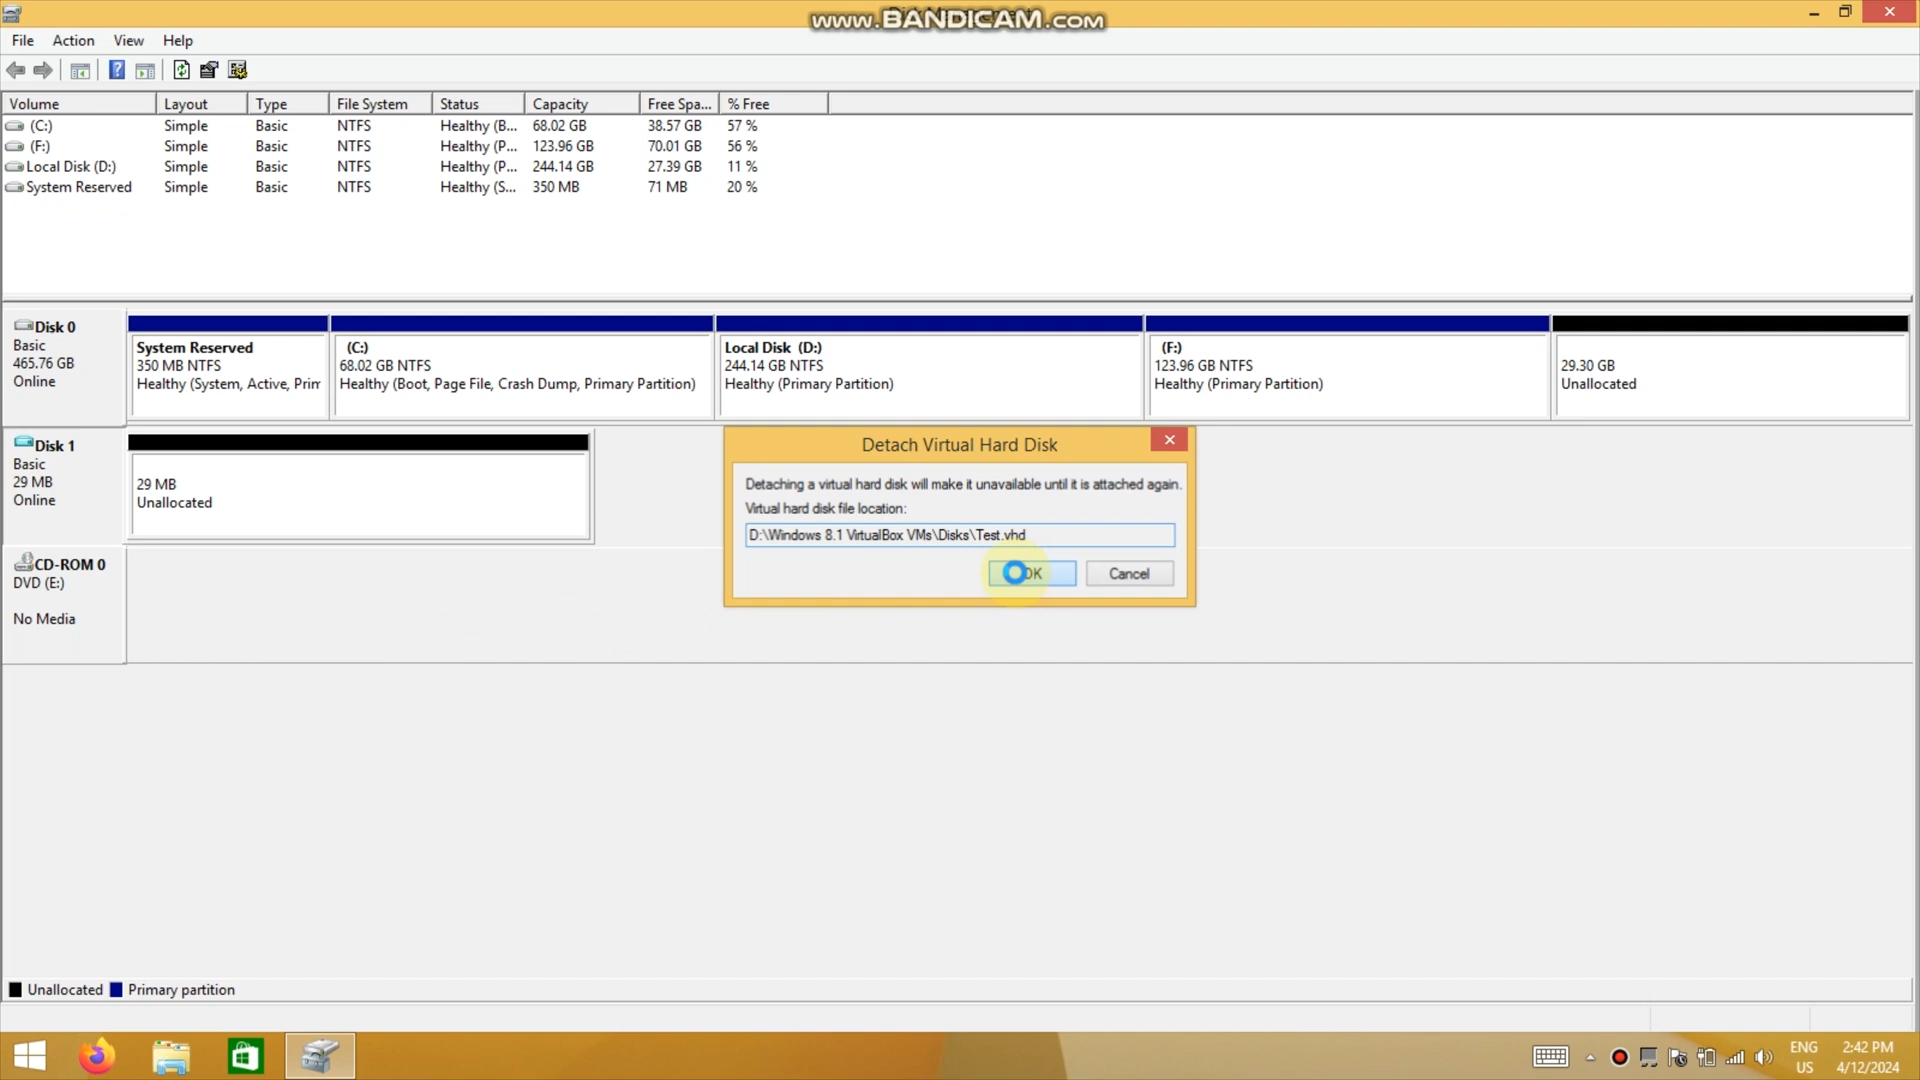 www.BANDICAM.com
File Action View Help
Volume Layout Type File System Status Capacity Free Spa... % Free
(C:) Simple Basic NTFS Healthy (B... 68.02 GB 38.57 GB 57 %
(F:) Simple Basic NTFS Healthy (P... 123.96 GB 70.01 GB 56 %
Local Disk (D:) Simple Basic NTFS Healthy (P... 244.14 GB 27.39 GB 11 %
System Reserved Simple Basic NTFS Healthy (S... 350 MB 71 MB 20 %
Disk 0
Basic
465.76 GB
Online
System Reserved
350 MB NTFS
Healthy (System, Active, Prim
(C:)
68.02 GB NTFS
Healthy (Boot, Page File, Crash Dump, Primary Partition)
Local Disk (D:)
244.14 GB NTFS
Healthy (Primary Partition)
(F:)
123.96 GB NTFS
Healthy (Primary Partition)
29.30 GB
Unallocated
Disk 1
Basic
29 MB
Online
29 MB
Unallocated
Detach Virtual Hard Disk
Detaching a virtual hard disk will make it unavailable until it is attached again.
Virtual hard disk file location:
D:\Windows 8.1 VirtualBox VMs\Disks\Test.vhd
OK Cancel
CD-ROM 0
DVD (E:)
No Media
Unallocated Primary partition
ENG 2:42 PM
US 4/12/2024